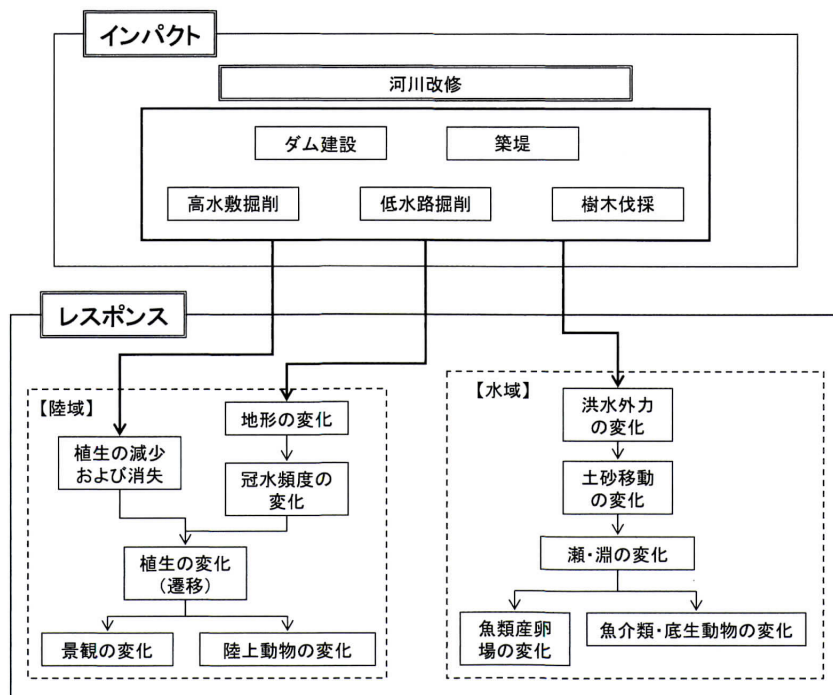 インパクト
河川改修
ダム建設
築堤
高水敷掘削
低水路掘削
樹木伐採
レスポンス
【陸域】
植生の減少
および消失
地形の変化
冠水頻度の
変化
植生の変化
（遷移）
景観の変化
陸上動物の変化
【水域】
洪水外力
の変化
土砂移動
の変化
瀬・淵の変化
魚類産卵
場の変化
魚介類・底生動物の変化